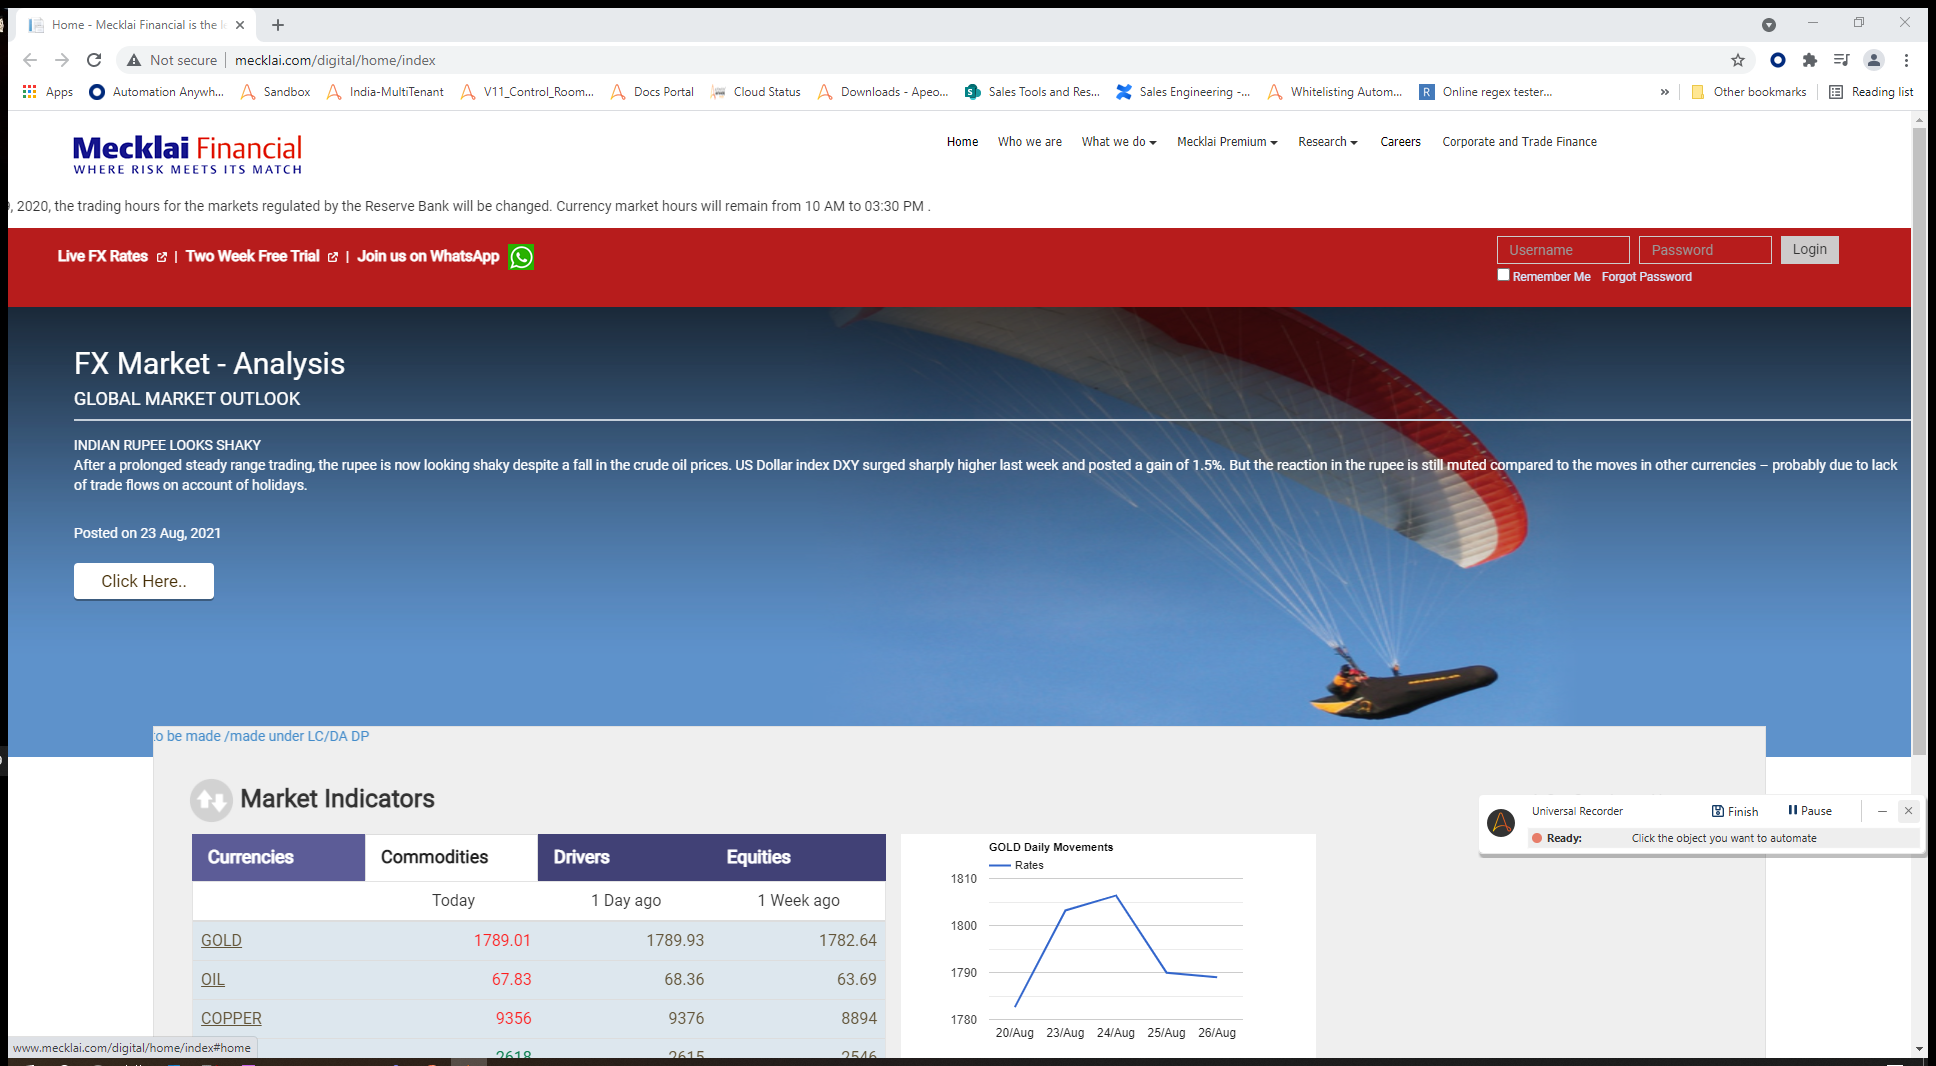 Home - Mecklai Financial is the l
Not secure
mecklai.com/digital/home/index
Apps
Automation Anywh...
Sandbox
India-MultiTenant
V11_Control_Room...
Docs Portal
Cloud Status
Downloads - Apeo...
Sales Tools and Res...
Sales Engineering -...
Whitelisting Autom...
R
Online regex tester...
»
Other bookmarks
Reading list
Mecklai Financial
WHERE RISK MEETS ITS MATCH
Home
Who we are
What we do
Mecklai Premium
Research
Careers
Corporate and Trade Finance
, 2020, the trading hours for the markets regulated by the Reserve Bank will be changed. Currency market hours will remain from 10 AM to 03:30 PM .
Live FX Rates | Two Week Free Trial | Join us on WhatsApp
Username
Password
Login
Remember Me
Forgot Password
FX Market - Analysis
GLOBAL MARKET OUTLOOK
INDIAN RUPEE LOOKS SHAKY
After a prolonged steady range trading, the rupee is now looking shaky despite a fall in the crude oil prices. US Dollar index DXY surged sharply higher last week and posted a gain of 1.5%. But the reaction in the rupee is still muted compared to the moves in other currencies – probably due to lack
of trade flows on account of holidays.
Posted on 23 Aug, 2021
Click Here..
to be made /made under LC/DA DP
Market Indicators
Universal Recorder
Finish
Pause
Ready:
Click the object you want to automate
Currencies
Commodities
Drivers
Equities
Today
1 Day ago
1 Week ago
GOLD 1789.01 1789.93 1782.64
OIL 67.83 68.36 63.69
COPPER 9356 9376 8894
2618 2615 2546
GOLD Daily Movements
Rates
1810
1800
1790
1780
20/Aug 23/Aug 24/Aug 25/Aug 26/Aug
www.mecklai.com/digital/home/index#home